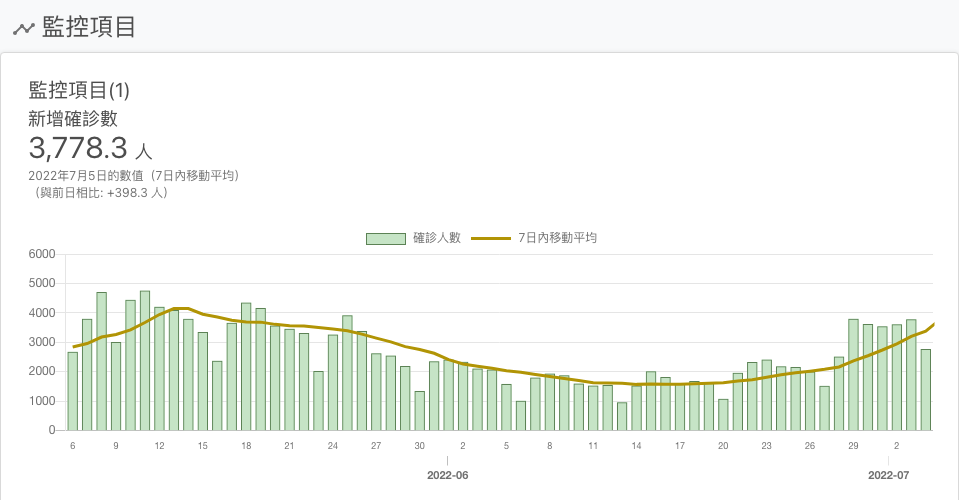 監控項目
監控項目(1)
新增確診數
3,778.3 人
2022年7月5日的數值（7日內移動平均）
（與前日相比: +398.3 人）
確診人數 7日內移動平均
6000
5000
4000
3000
2000
1000
0
6 9 12 15 18 21 24 27 30 2 5 8 11 14 17 20 23 26 29 2
2022-06 2022-07